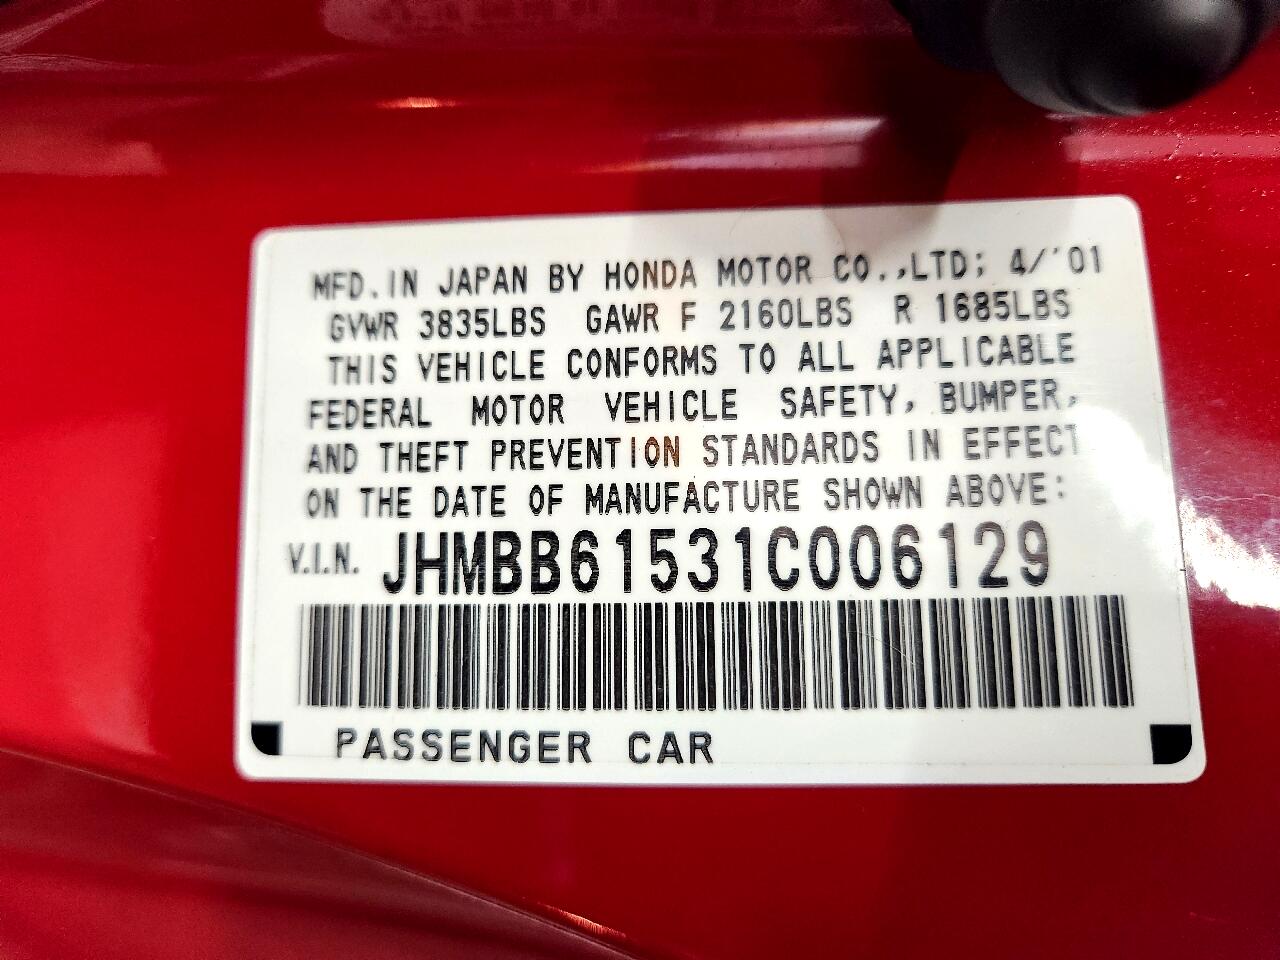 MFD.IN JAPAN BY HONDA MOTOR CO.,LTD; 4/'01
GVWR 3835LBS GAWR F 2160LBS R 1685LBS
THIS VEHICLE CONFORMS TO ALL APPLICABLE
FEDERAL MOTOR VEHICLE SAFETY, BUMPER,
AND THEFT PREVENTION STANDARDS IN EFFECT
ON THE DATE OF MANUFACTURE SHOWN ABOVE:
V.I.N. JHMBB61531C006129
PASSENGER CAR